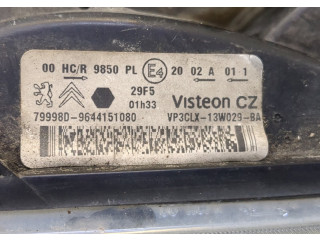 00 HC/R 9850 PL E4 20 02 A 01 1
29F5
01h33
Visteon CZ
79998D-9644151080
VP3CLX-13W029-BA